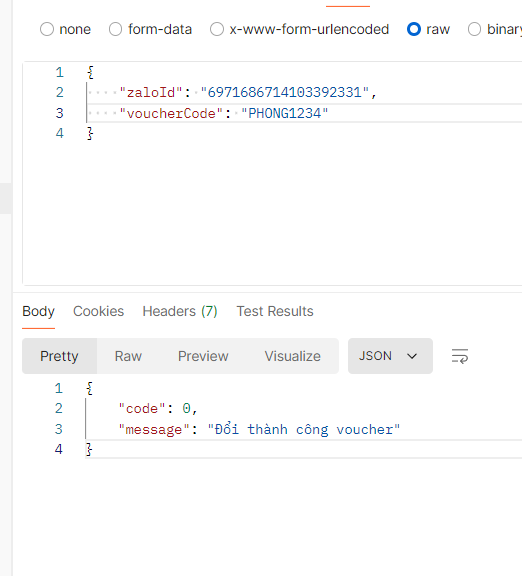 none form-data x-www-form-urlencoded raw binary
1 {
2 "zaloId": "6971686714103392331",
3 "voucherCode": "PHONG1234"
4 }
Body Cookies Headers (7) Test Results
Pretty Raw Preview Visualize JSON
1 {
2 "code": 0,
3 "message": "Đổi thành công voucher"
4 }